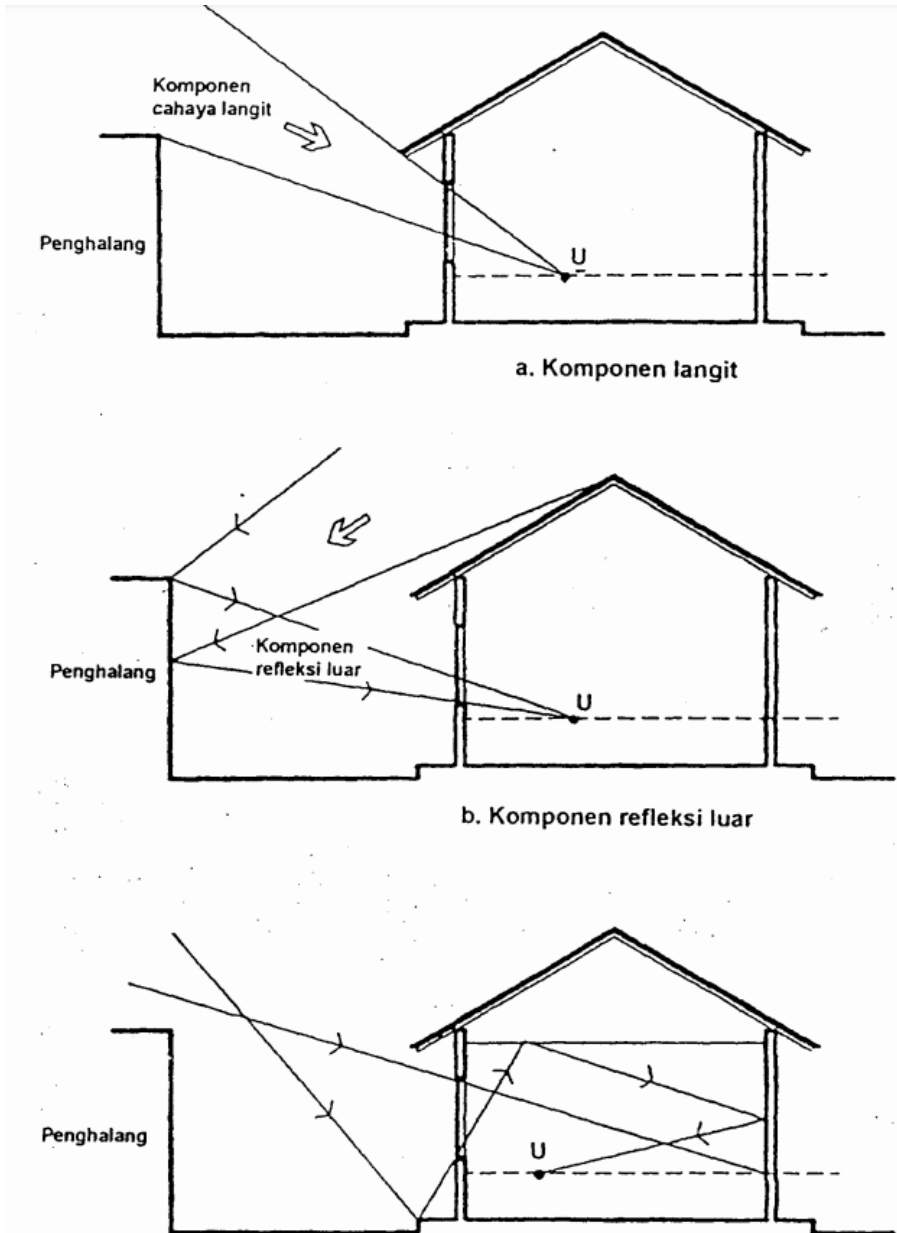 Komponen
cahaya langit
Penghalang
U
a. Komponen langit
Komponen
refleksi luar
Penghalang
U
b. Komponen refleksi luar
Penghalang
U